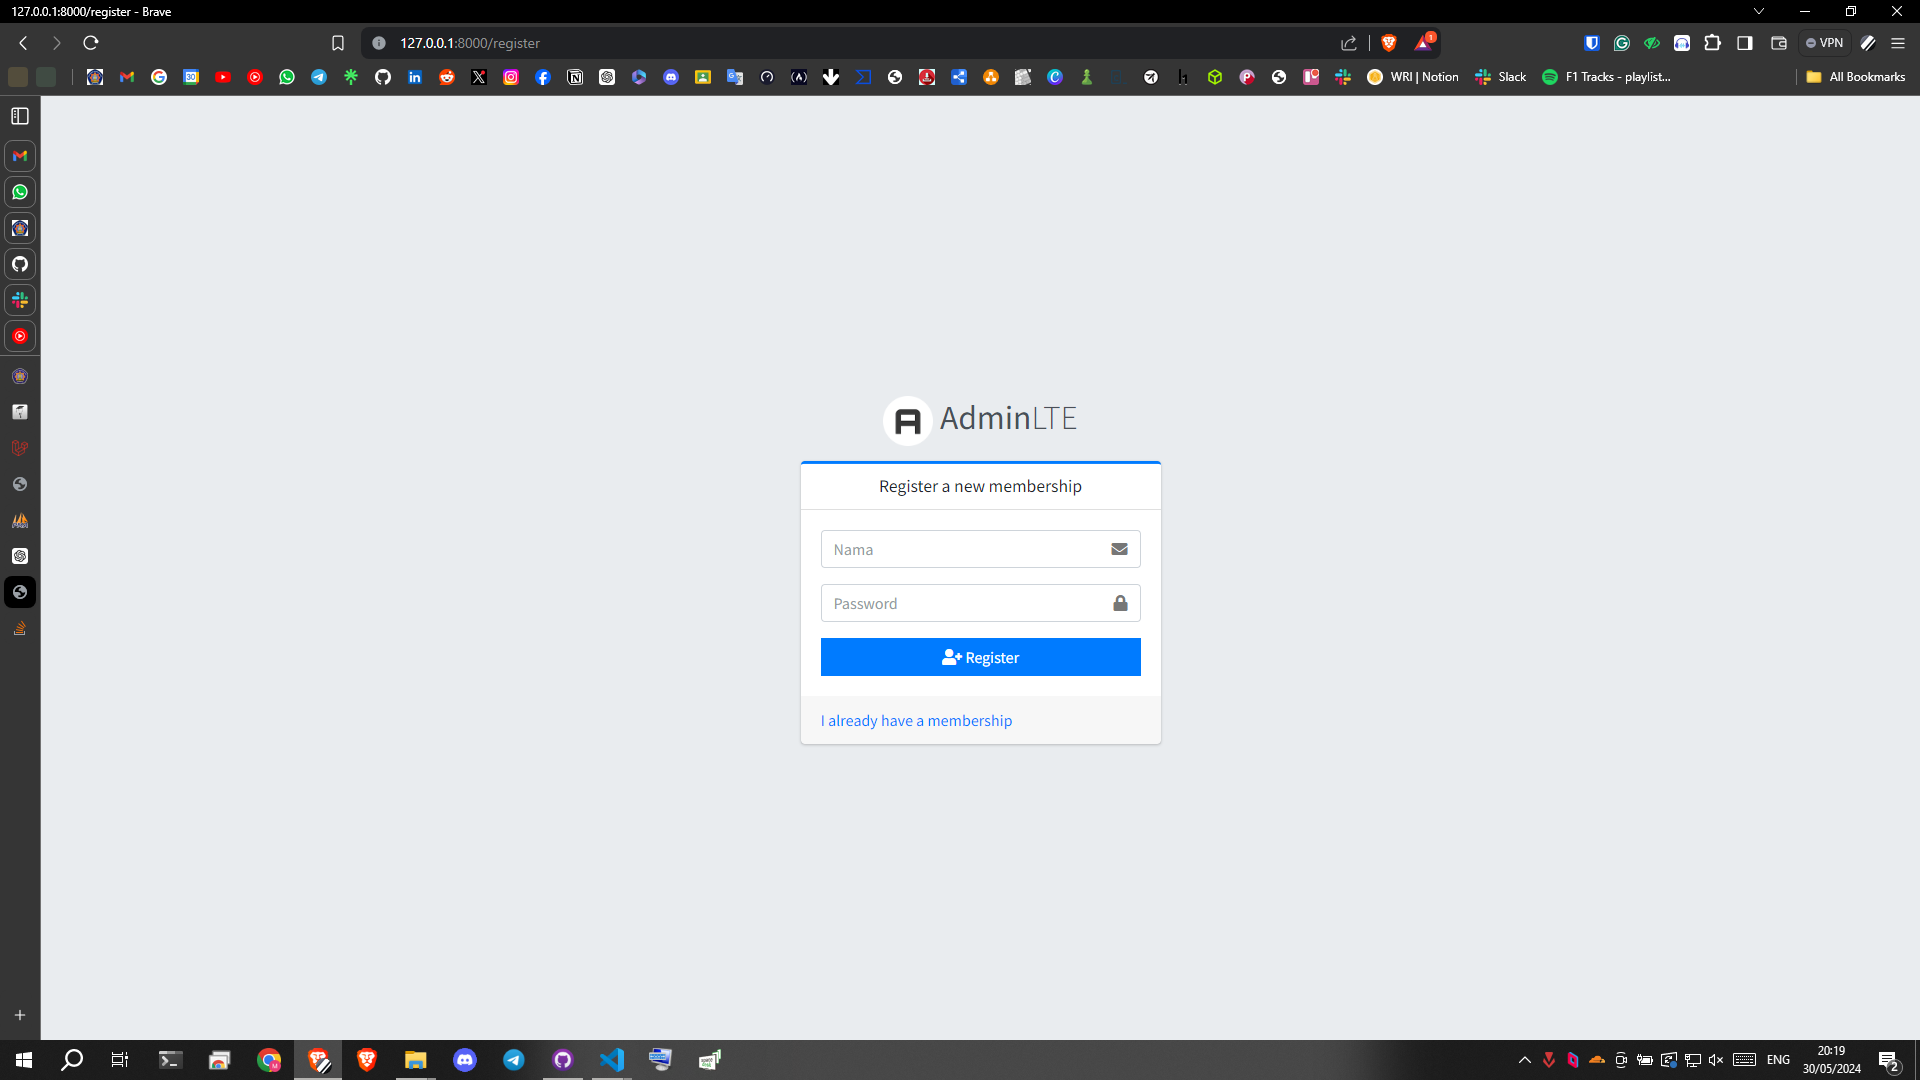 127.0.0.1:8000/register - Brave
127.0.0.1:8000/register
VPN
WRI | Notion
Slack
F1 Tracks - playlist...
All Bookmarks
AdminLTE
Register a new membership
Nama
Password
Register
I already have a membership
ENG
20:19
30/05/2024
2